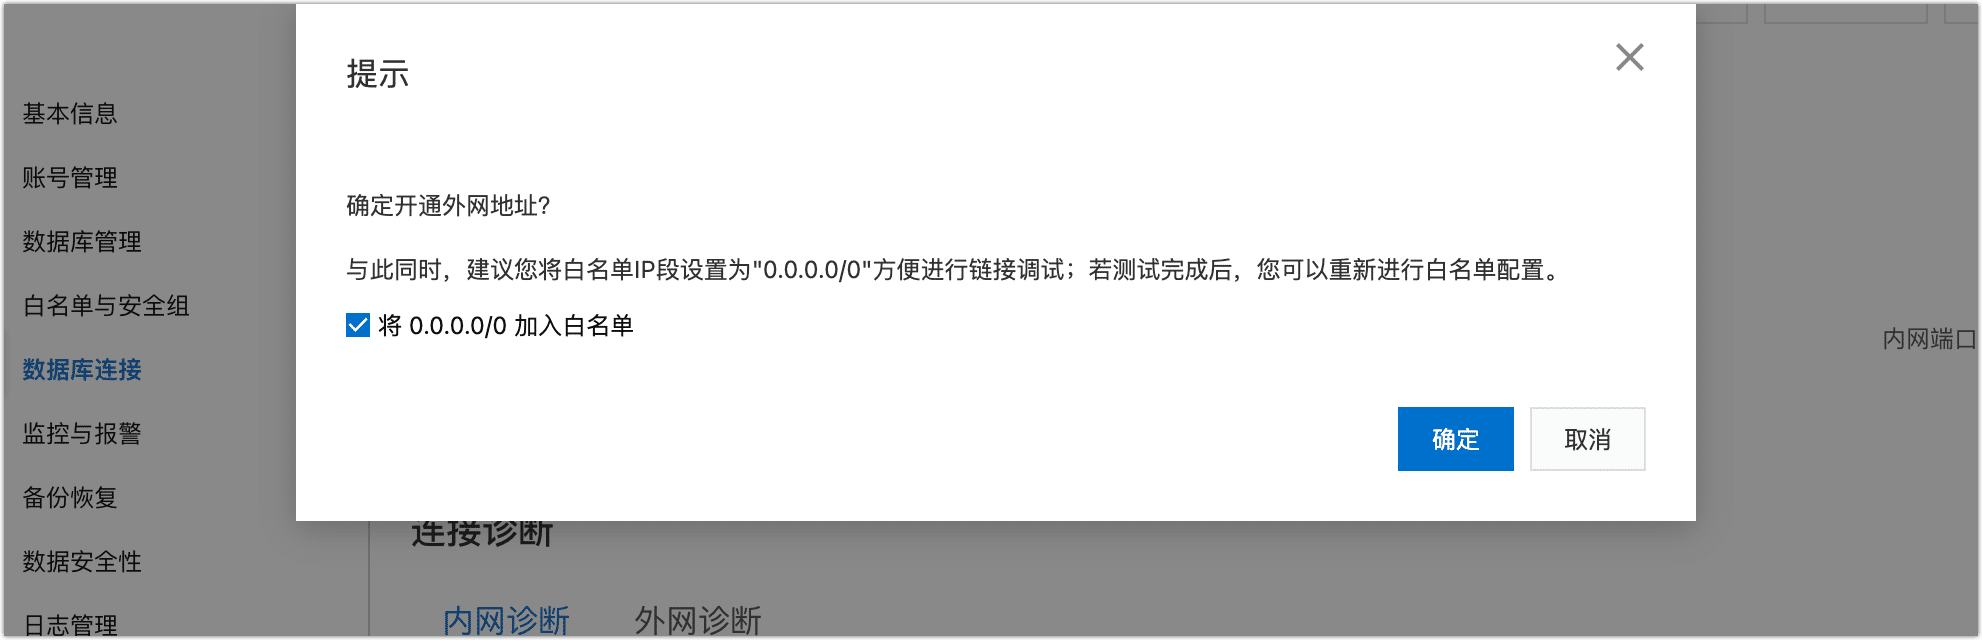 提示
基本信息
账号管理
数据库管理
白名单与安全组
数据库连接
监控与报警
备份恢复
数据安全性
日志管理
确定开通外网地址?
与此同时，建议您将白名单IP段设置为"0.0.0.0/0"方便进行链接调试；若测试完成后，您可以重新进行白名单配置。
将 0.0.0.0/0 加入白名单
确定
取消
内网端口
连接诊断
内网诊断
外网诊断